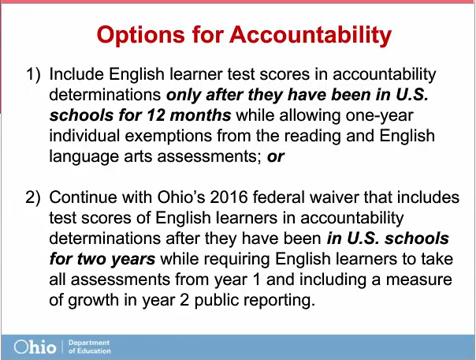 Options for Accountability
1) Include English learner test scores in accountability
determinations only after they have been in U.S.
schools for 12 months while allowing one-year
individual exemptions from the reading and English
language arts assessments; or
2) Continue with Ohio's 2016 federal waiver that includes
test scores of English learners in accountability
determinations after they have been in U.S. schools
for two years while requiring English learners to take
all assessments from year 1 and including a measure
of growth in year 2 public reporting.
Ohio | Department
of Education